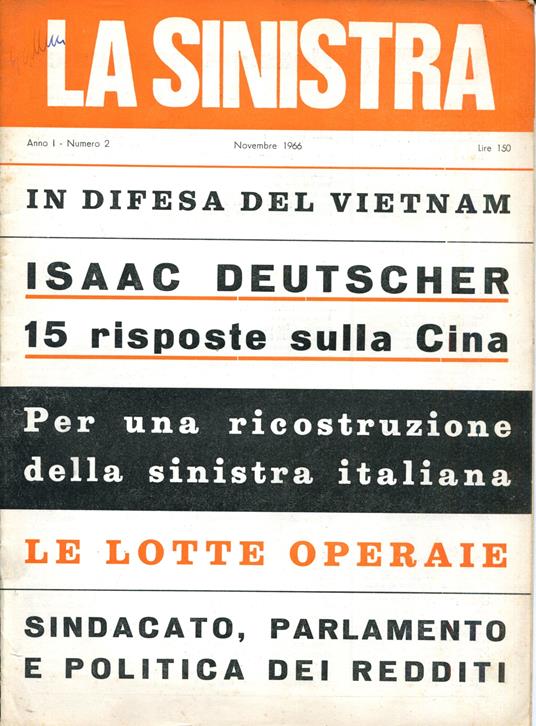 LA SINISTRA
Anno I - Numero 2 Novembre 1966 Lire 150
IN DIFESA DEL VIETNAM
ISAAC DEUTSCHER
15 risposte sulla Cina
Per una ricostruzione
della sinistra italiana
LE LOTTE OPERAIE
SINDACATO, PARLAMENTO
E POLITICA DEI REDDITI